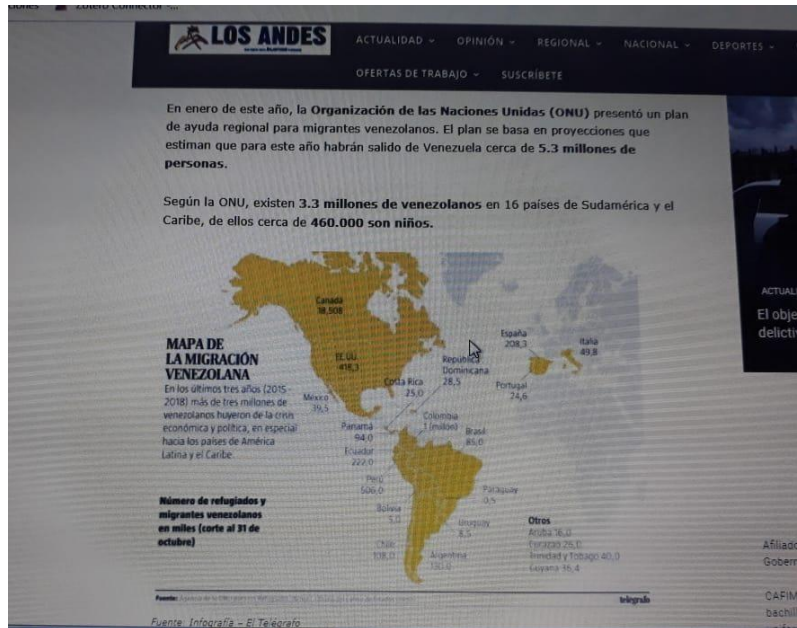 LOS ANDES
ACTUALIDAD
OPINIÓN
REGIONAL
NACIONAL
DEPORTES
OFERTAS DE TRABAJO
SUSCRÍBETE
En enero de este año, la Organización de las Naciones Unidas (ONU) presentó un plan
de ayuda regional para migrantes venezolanos. El plan se basa en proyecciones que
estiman que para este año habrán salido de Venezuela cerca de 5.3 millones de
personas.
Según la ONU, existen 3.3 millones de venezolanos en 16 países de Sudamérica y el
Caribe, de ellos cerca de 460.000 son niños.
MAPA DE
LA MIGRACIÓN
VENEZOLANA
En los últimos tres años (2015-
2018) más de tres millones de
venezolanos huyeron de la crisis
económica y política, en especial
hacia los países de América
Latina y el Caribe.
Número de refugiados y
migrantes venezolanos
en miles (corte al 31 de
octubre)
Canadá
EE.UU.
México
39,5
Costa Rica
25,0
República
Dominicana
28,5
España
208,3
Italia
49,8
Portugal
24,6
Panamá
94,0
Colombia
1 (millón)
Brasil
85,0
Ecuador
222,0
Perú
506,0
Bolivia
5,0
Paraguay
0,5
Uruguay
8,5
Chile
108,0
Argentina
130,0
Otros
Aruba 16,0
Curazao 26,0
Trinidad y Tobago 40,0
Guyana 36,4
Fuente:
telégrafo
Fuente: Infografía – El Telégrafo
El obje
delicti
Afiliado
Gobern
CAFIM
bachill